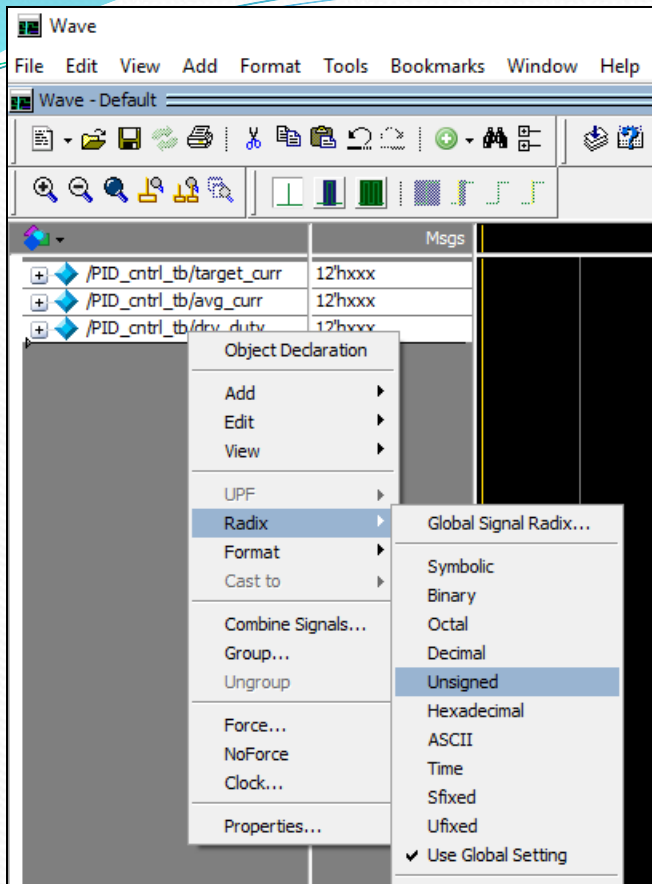 Wave
File Edit View Add Format Tools Bookmarks Window Help
Wave - Default
Msgs
/PID_cntrl_tb/target_curr 12'hxxx
/PID_cntrl_tb/avg_curr 12'hxxx
/PID_cntrl_tb/drv_duty 12'hxxx
Object Declaration
Add
Edit
View
UPF
Radix
Format
Cast to
Combine Signals...
Group...
Ungroup
Force...
NoForce
Clock...
Properties...
Global Signal Radix...
Symbolic
Binary
Octal
Decimal
Unsigned
Hexadecimal
ASCII
Time
Sfixed
Ufixed
Use Global Setting